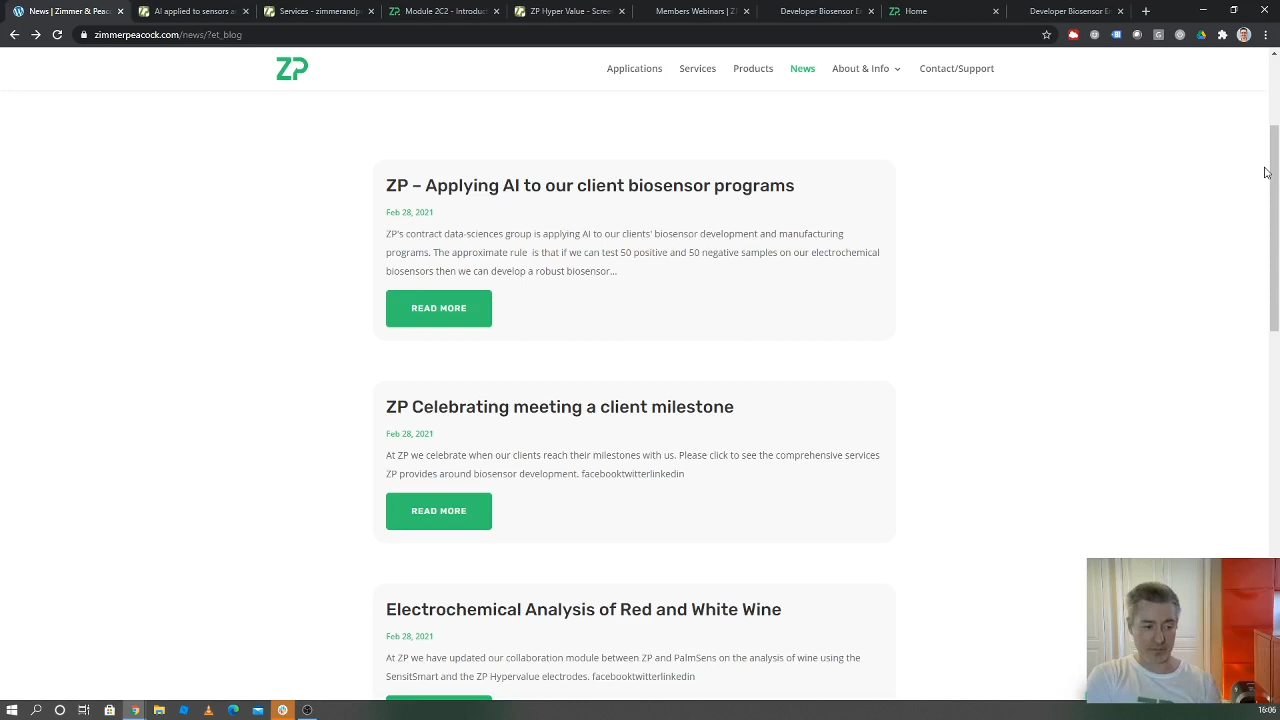 News | Zimmer & Peacock
AI applied to sensors a
Services - zimmerandp
Module 2C2 - Introduct
ZP Hyper Value - Scree
Members Webinars | Z
Developer Biosensor E
Home
Developer Biosensor E
zimmerpeacock.com/news/?et_blog
ZP
Applications
Services
Products
News
About & Info
Contact/Support
ZP – Applying AI to our client biosensor programs
Feb 28, 2021
ZP's contract data-sciences group is applying AI to our clients' biosensor development and manufacturing
programs. The approximate rule is that if we can test 50 positive and 50 negative samples on our electrochemical
biosensors then we can develop a robust biosensor...
READ MORE
ZP Celebrating meeting a client milestone
Feb 28, 2021
At ZP we celebrate when our clients reach their milestones with us. Please click to see the comprehensive services
ZP provides around biosensor development. facebooktwitterlinkedin
READ MORE
Electrochemical Analysis of Red and White Wine
Feb 28, 2021
At ZP we have updated our collaboration module between ZP and PalmSens on the analysis of wine using the
SensitSmart and the ZP Hypervalue electrodes. facebooktwitterlinkedin
16:06